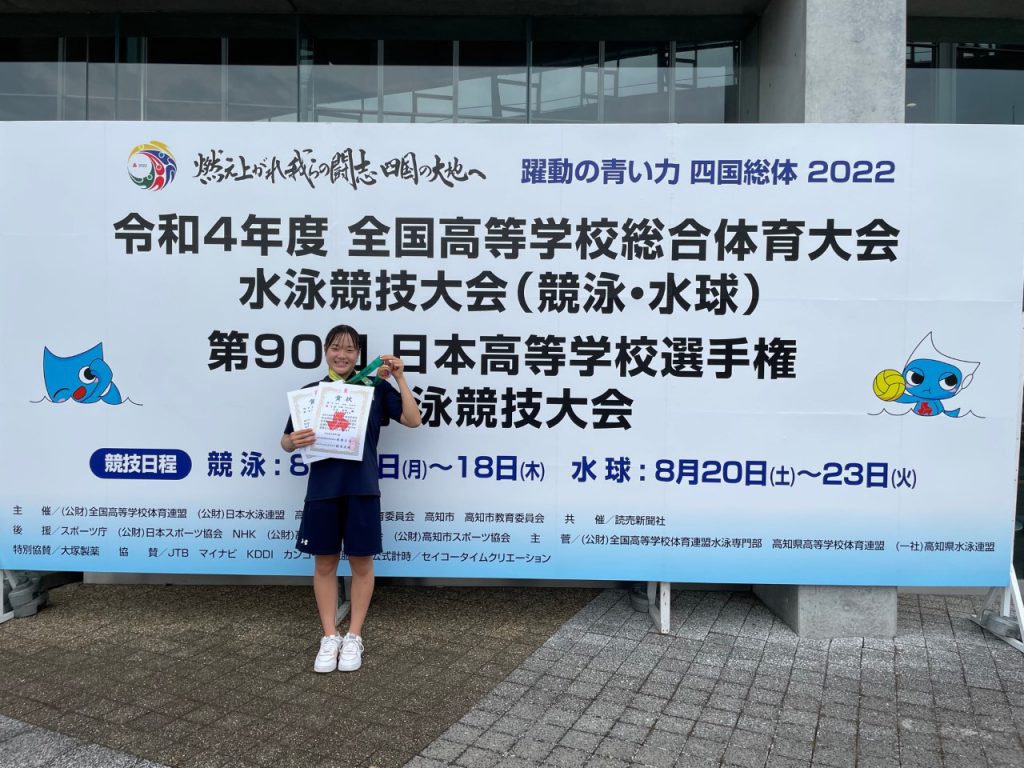 燃え上がれ我らの闘志 四国の大地へ
躍動の青い力 四国総体 2022
令和4年度 全国高等学校総合体育大会
水泳競技大会(競泳・水球)
第90 日本高等学校選手権
泳競技大会
賞状
競技日程 競泳:8 日(月)～18日(木) 水球:8月20日(土)～23日(火)
主 催/(公財)全国高等学校体育連盟 (公財)日本水泳連盟 高 育委員会 高知市 高知市教育委員会 共 催/読売新聞社
後 援/スポーツ庁 (公財)日本スポーツ協会 NHK (公財) 会 (公財)高知市スポーツ協会 主 管/(公財)全国高等学校体育連盟水泳専門部 高知県高等学校体育連盟 (一社)高知県水泳連盟
特別協賛/大塚製薬 協 賛/JTB マイナビ KDDI カンコー 公式計時/セイコータイムクリエーション